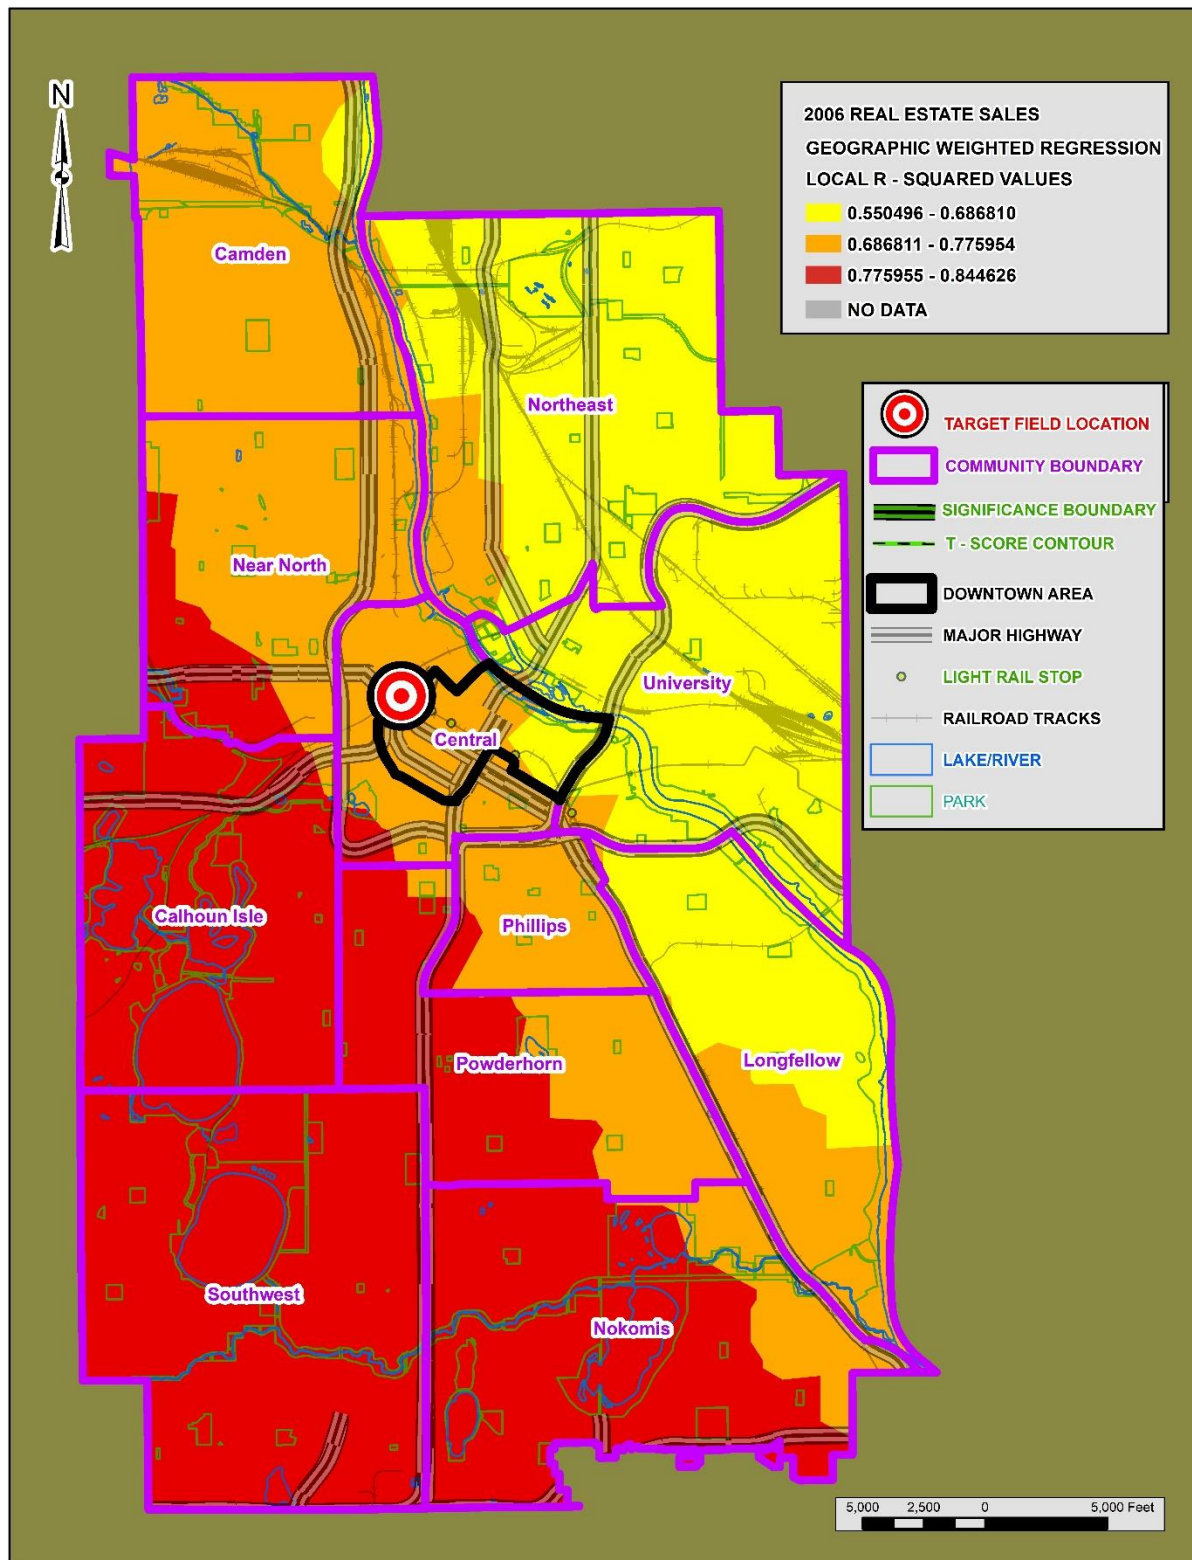 N
2006 REAL ESTATE SALES
GEOGRAPHIC WEIGHTED REGRESSION
LOCAL R - SQUARED VALUES
0.550496 - 0.686810
0.686811 - 0.775954
0.775955 - 0.844626
NO DATA
TARGET FIELD LOCATION
COMMUNITY BOUNDARY
SIGNIFICANCE BOUNDARY
T - SCORE CONTOUR
DOWNTOWN AREA
MAJOR HIGHWAY
LIGHT RAIL STOP
RAILROAD TRACKS
LAKE/RIVER
PARK
Camden
Northeast
Near North
University
Central
Calhoun Isle
Phillips
Powderhorn
Longfellow
Southwest
Nokomis
5,000 2,500 0 5,000 Feet